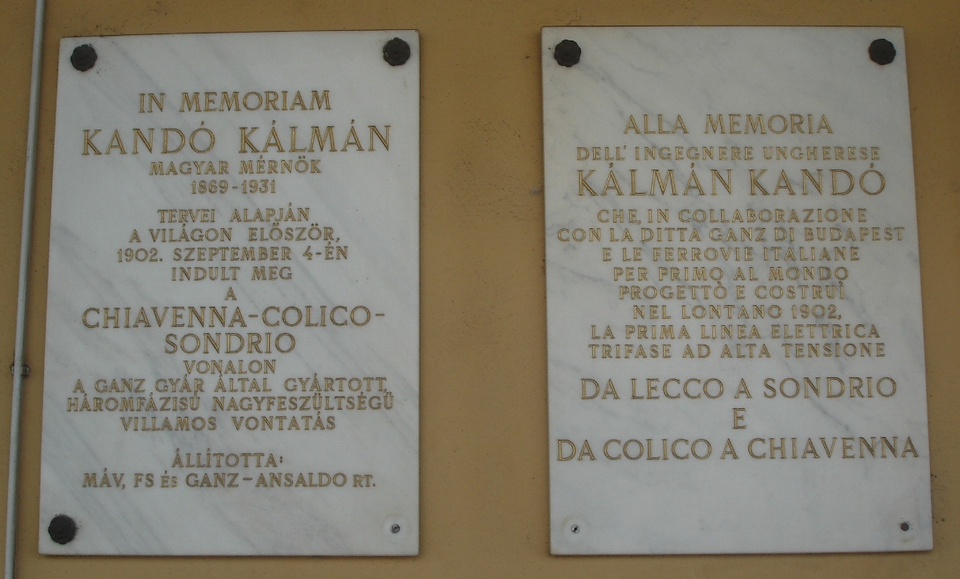 IN MEMORIAM
KANDÓ KÁLMÁN
MAGYAR MÉRNÖK
1869-1931
TERVEI ALAPJÁN
A VILÁGON ELŐSZÖR,
1902. SZEPTEMBER 4-ÉN
INDULT MEG
A
CHIAVENNA-COLICO-
SONDRIO
VONALON
A GANZ GYÁR ÁLTAL GYÁRTOTT,
HÁROMFÁZISÚ NAGYFESZÜLTSÉGŰ
VILLAMOS VONTATÁS
ÁLLÍTOTTA:
MÁV, FS ÉS GANZ-ANSALDO RT.
ALLA MEMORIA
DELL' INGEGNERE UNGHERESE
KÁLMÁN KANDÓ
CHE, IN COLLABORAZIONE
CON LA DITTA GANZ DI BUDAPEST
E LE FERROVIE ITALIANE
PER PRIMO AL MONDO
PROGETTÒ E COSTRUÌ
NEL LONTANO 1902,
LA PRIMA LINEA ELETTRICA
TRIFASE AD ALTA TENSIONE
DA LECCO A SONDRIO
E
DA COLICO A CHIAVENNA